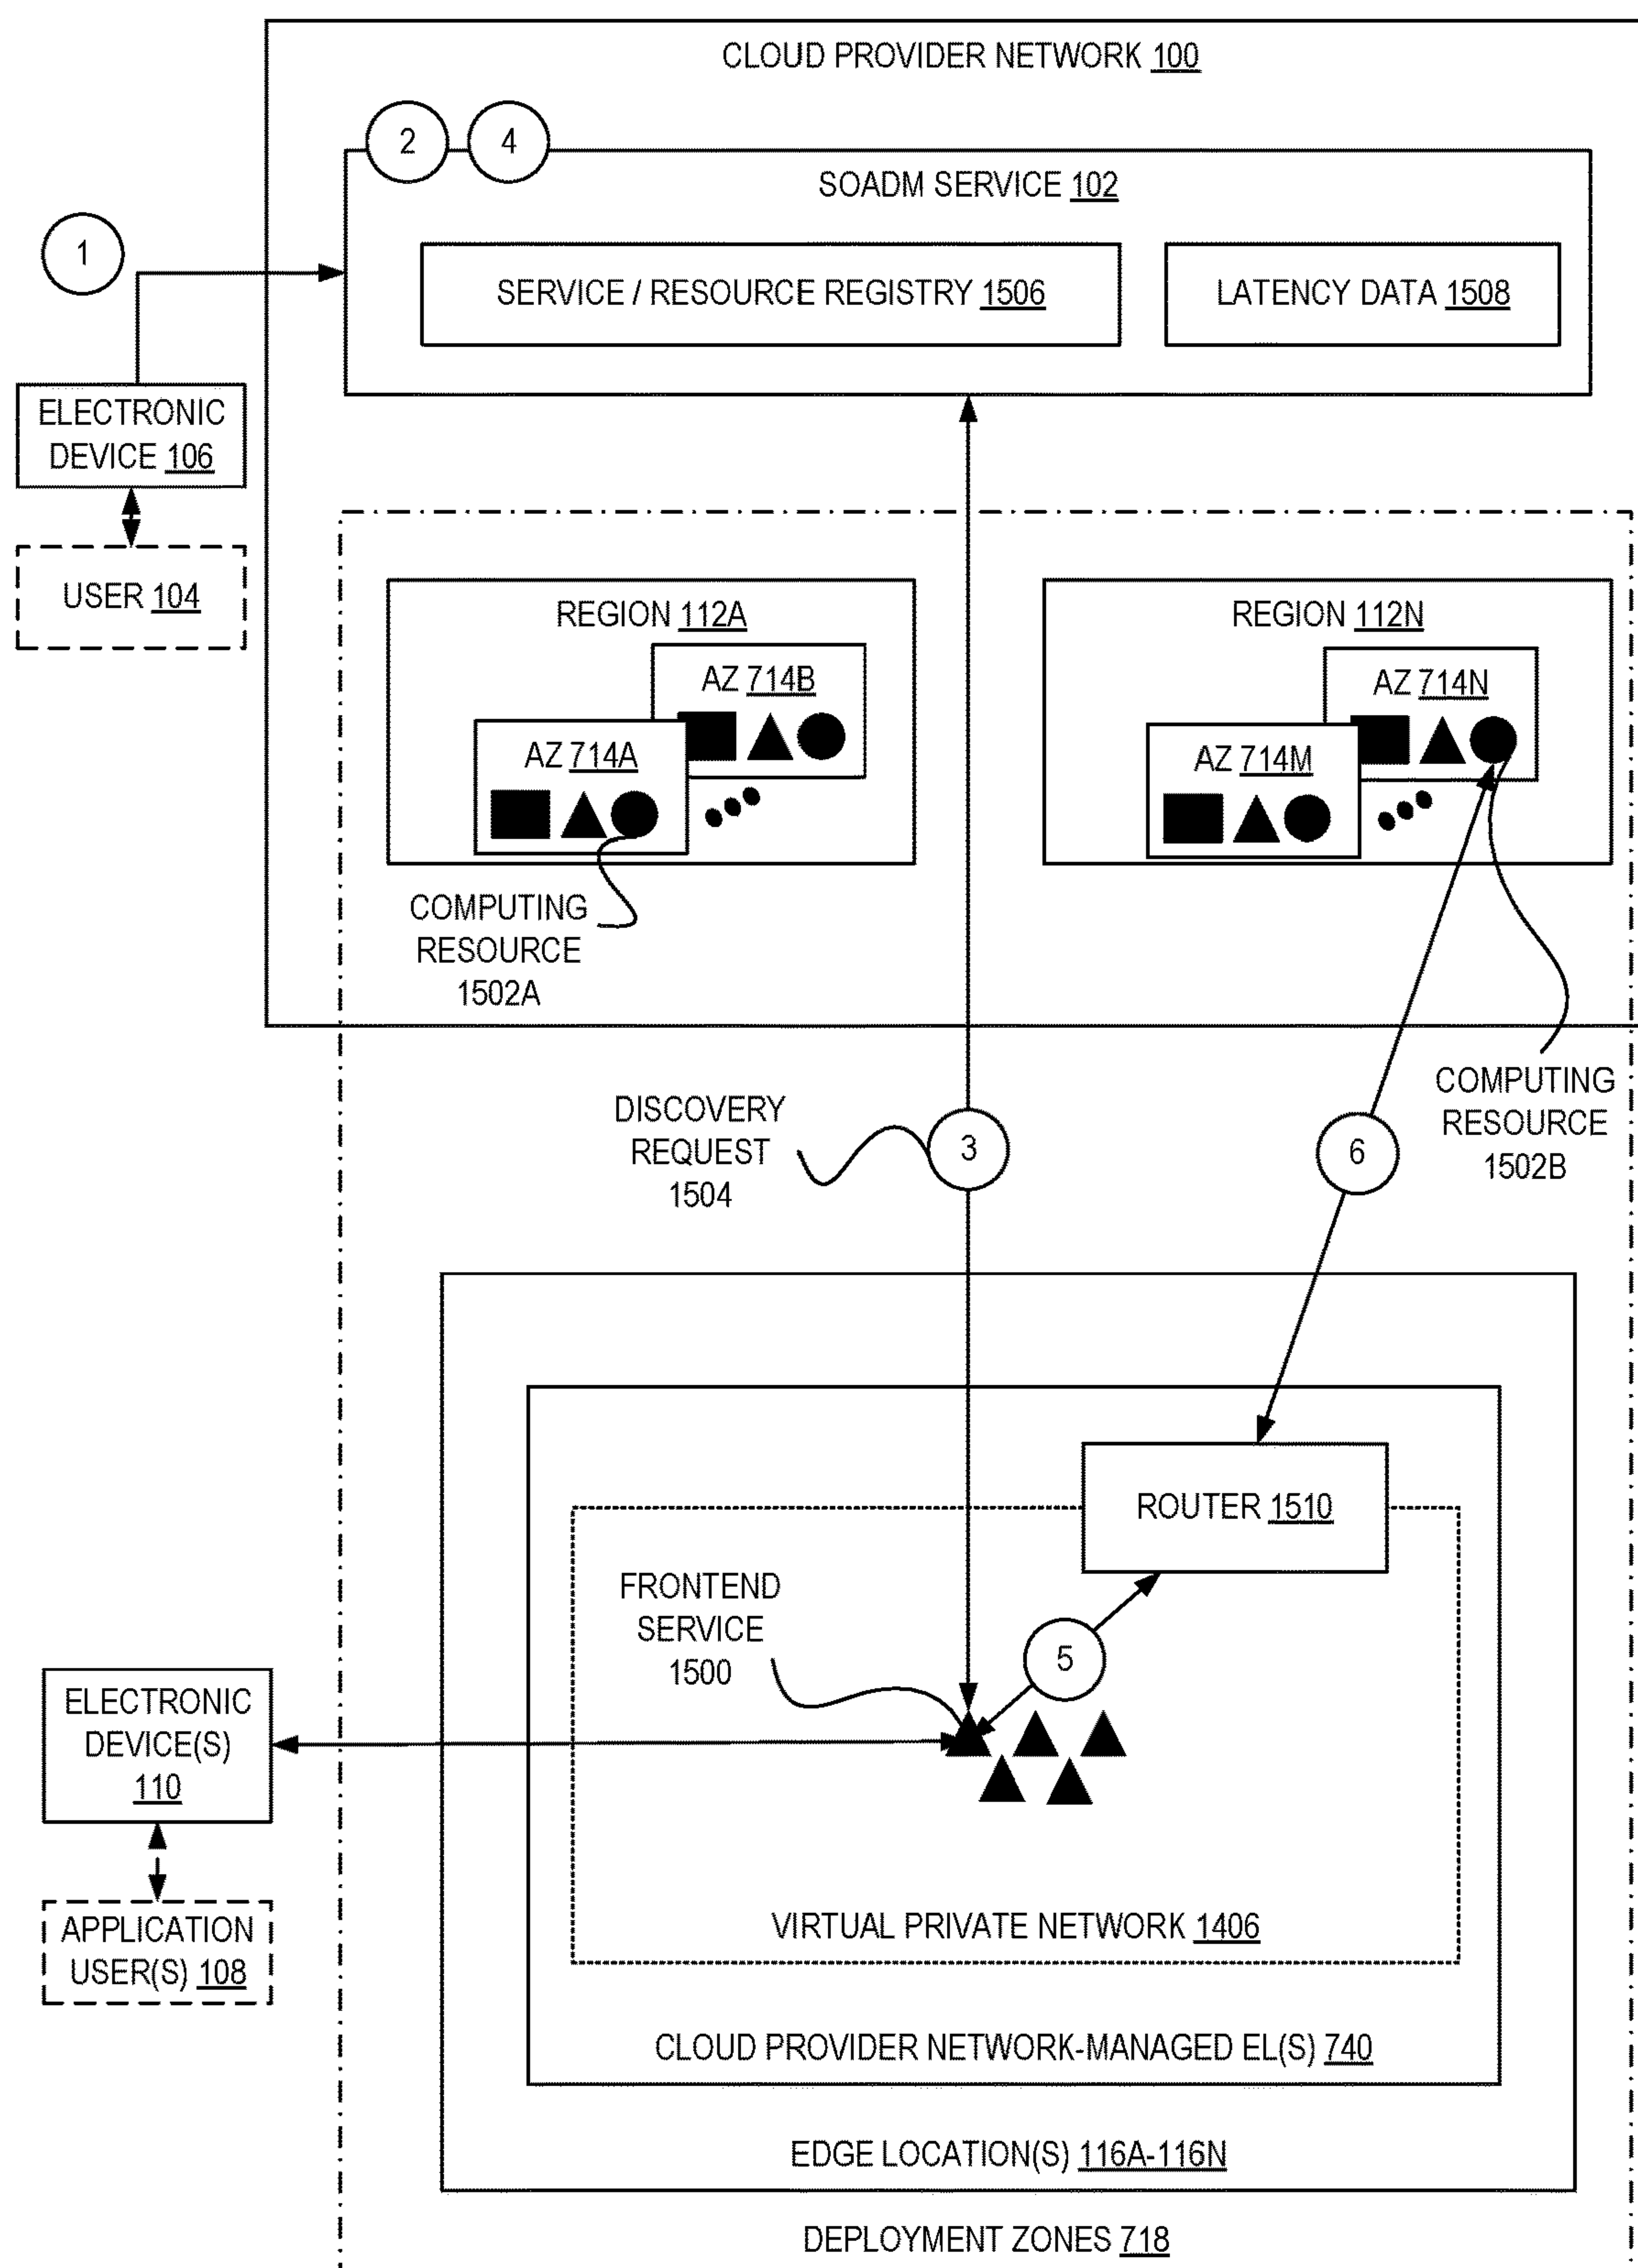 CLOUD PROVIDER NETWORK 100
2
4
SOADM SERVICE 102
1
SERVICE / RESOURCE REGISTRY 1506
LATENCY DATA 1508
ELECTRONIC
DEVICE 106
USER 104
REGION 112A
REGION 112N
AZ 714B
AZ 714N
AZ 714A
AZ 714M
COMPUTING
RESOURCE
1502A
COMPUTING
RESOURCE
1502B
DISCOVERY
REQUEST
1504
3
6
ROUTER 1510
FRONTEND
SERVICE
1500
5
ELECTRONIC
DEVICE(S)
110
APPLICATION
USER(S) 108
VIRTUAL PRIVATE NETWORK 1406
CLOUD PROVIDER NETWORK-MANAGED EL(S) 740
EDGE LOCATION(S) 116A-116N
DEPLOYMENT ZONES 718